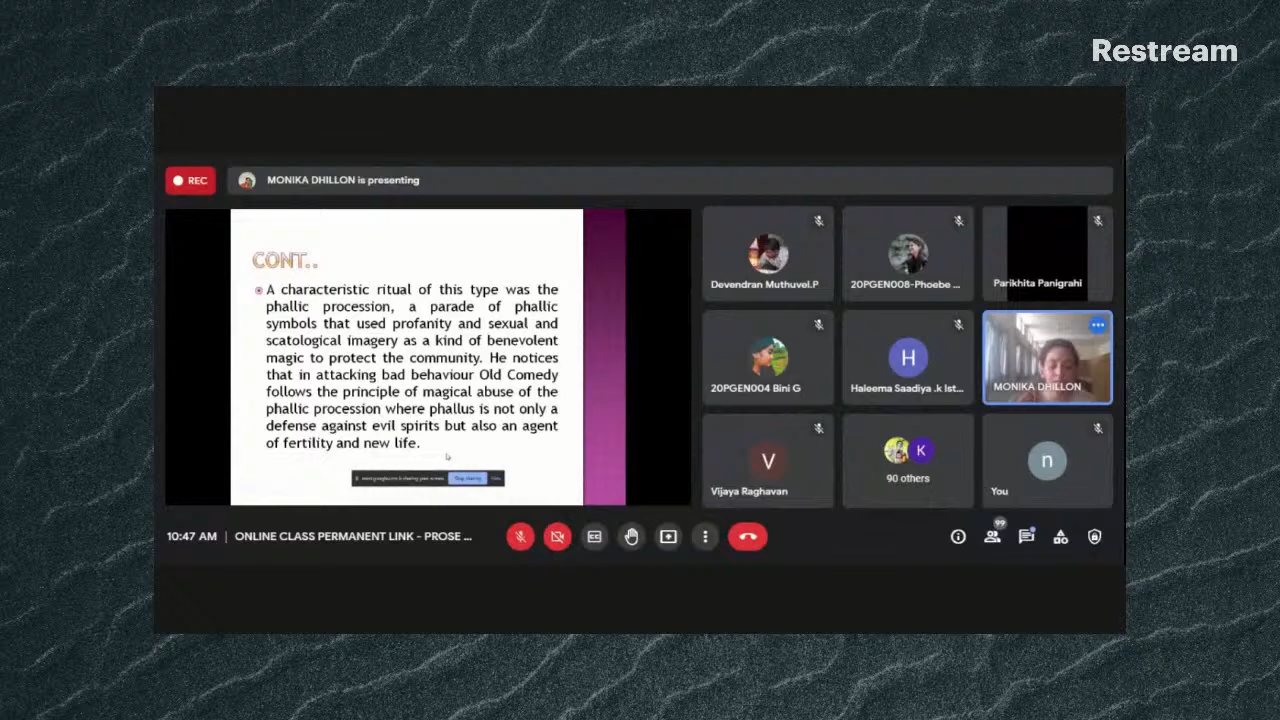 Restream
REC
MONIKA DHILLON is presenting
CONT..
A characteristic ritual of this type was the
phallic procession, a parade of phallic
symbols that used profanity and sexual and
scatological imagery as a kind of benevolent
magic to protect the community. He notices
that in attacking bad behaviour Old Comedy
follows the principle of magical abuse of the
phallic procession where phallus is not only a
defense against evil spirits but also an agent
of fertility and new life.
Stop sharing
Devendran Muthuvel.P
20PGEN008-Phoebe ...
Parikhita Panigrahi
20PGEN004 Bini G
H
Haleema Saadiya .k Ist...
MONIKA DHILLON
V
Vijaya Raghavan
K
90 others
n
You
10:47 AM | ONLINE CLASS PERMANENT LINK - PROSE ...
CC
99